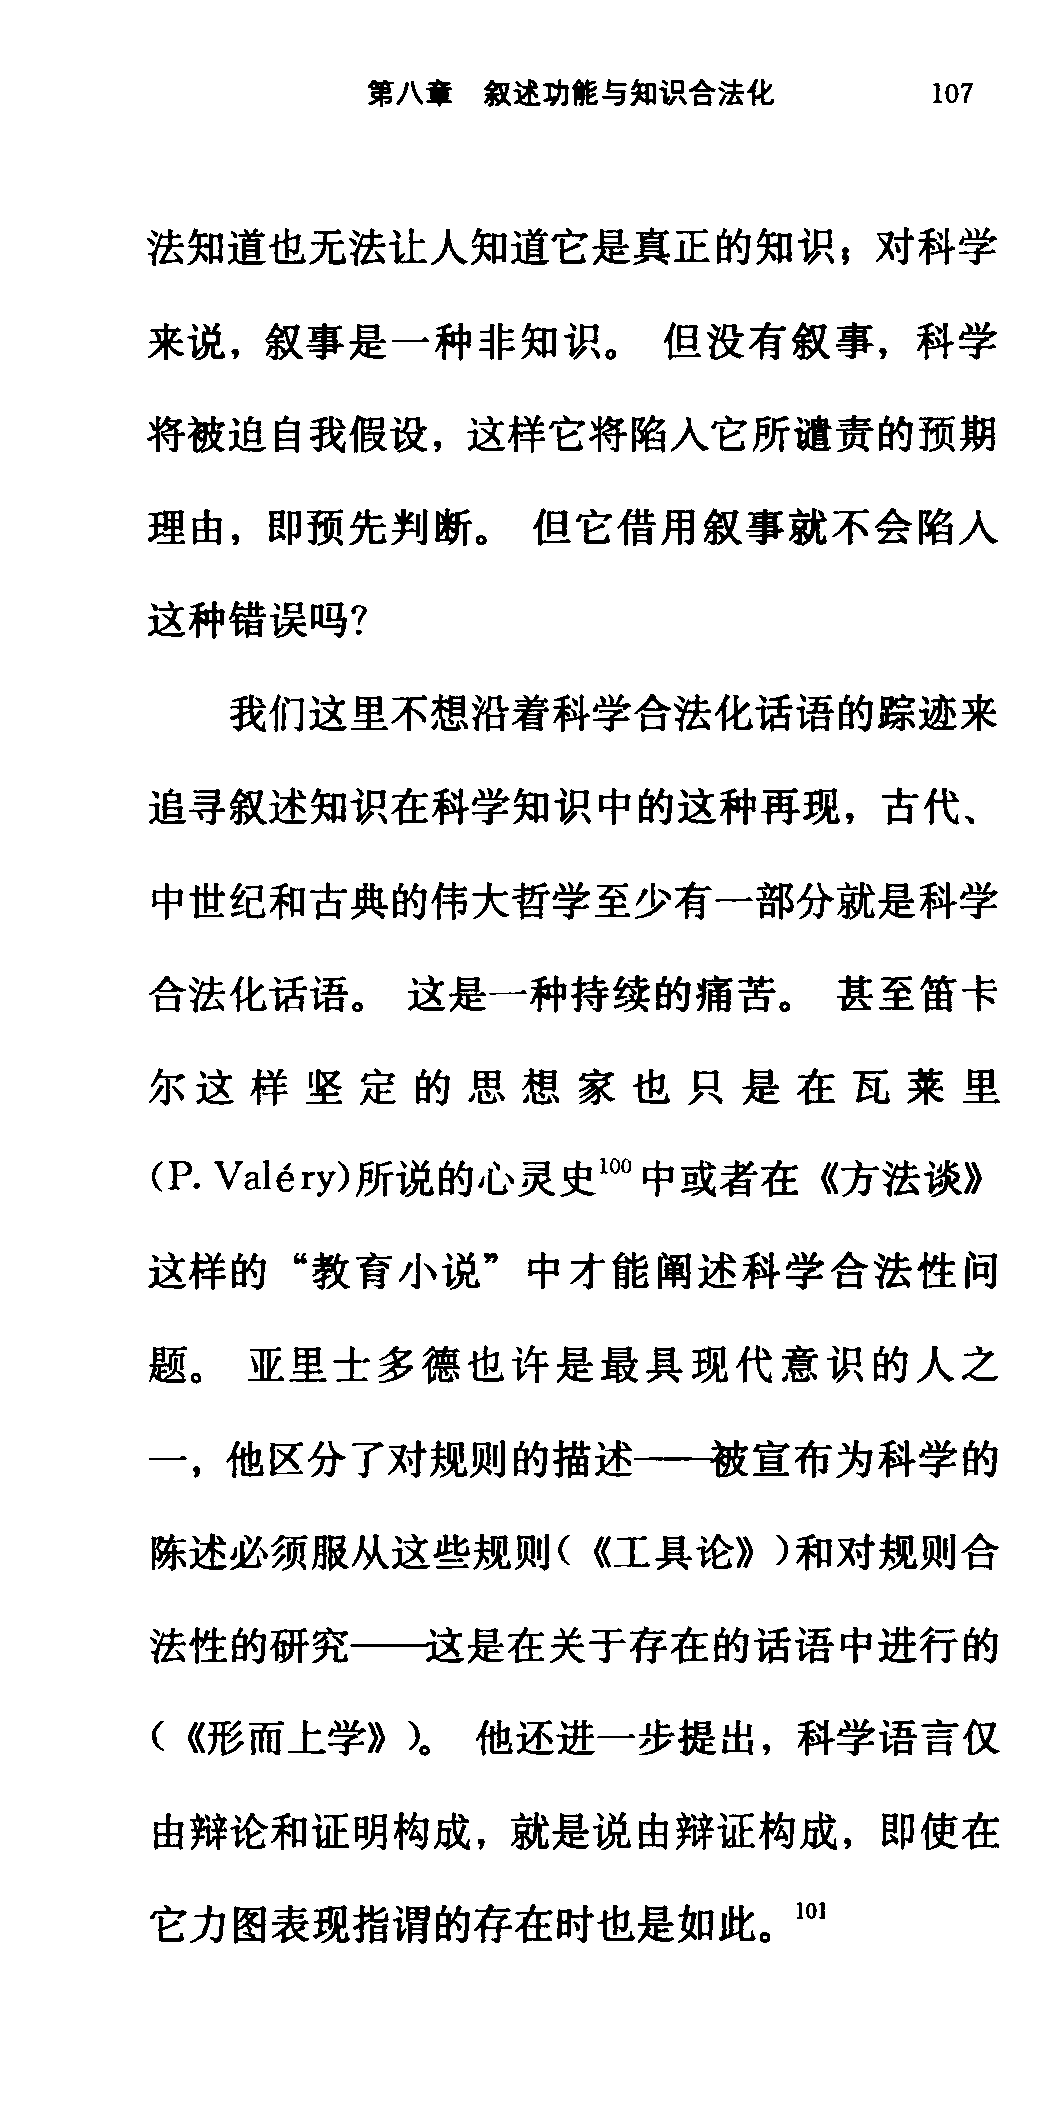 第八章 叙述功能与知识合法化 107
法知道也无法让人知道它是真正的知识；对科学
来说，叙事是一种非知识。 但没有叙事，科学
将被迫自我假设，这样它将陷入它所谴责的预期
理由，即预先判断。 但它借用叙事就不会陷入
这种错误吗？
我们这里不想沿着科学合法化话语的踪迹来
追寻叙述知识在科学知识中的这种再现，古代、
中世纪和古典的伟大哲学至少有一部分就是科学
合法化话语。 这是一种持续的痛苦。 甚至笛卡
尔这样坚定的思想家也只是在瓦莱里
(P. Valéry)所说的心灵史100中或者在《方法谈》
这样的“教育小说”中才能阐述科学合法性问
题。 亚里士多德也许是最具现代意识的人之
一，他区分了对规则的描述——被宣布为科学的
陈述必须服从这些规则(《工具论》)和对规则合
法性的研究——这是在关于存在的话语中进行的
(《形而上学》)。 他还进一步提出，科学语言仅
由辩论和证明构成，就是说由辩证构成，即使在
它力图表现指谓的存在时也是如此。101